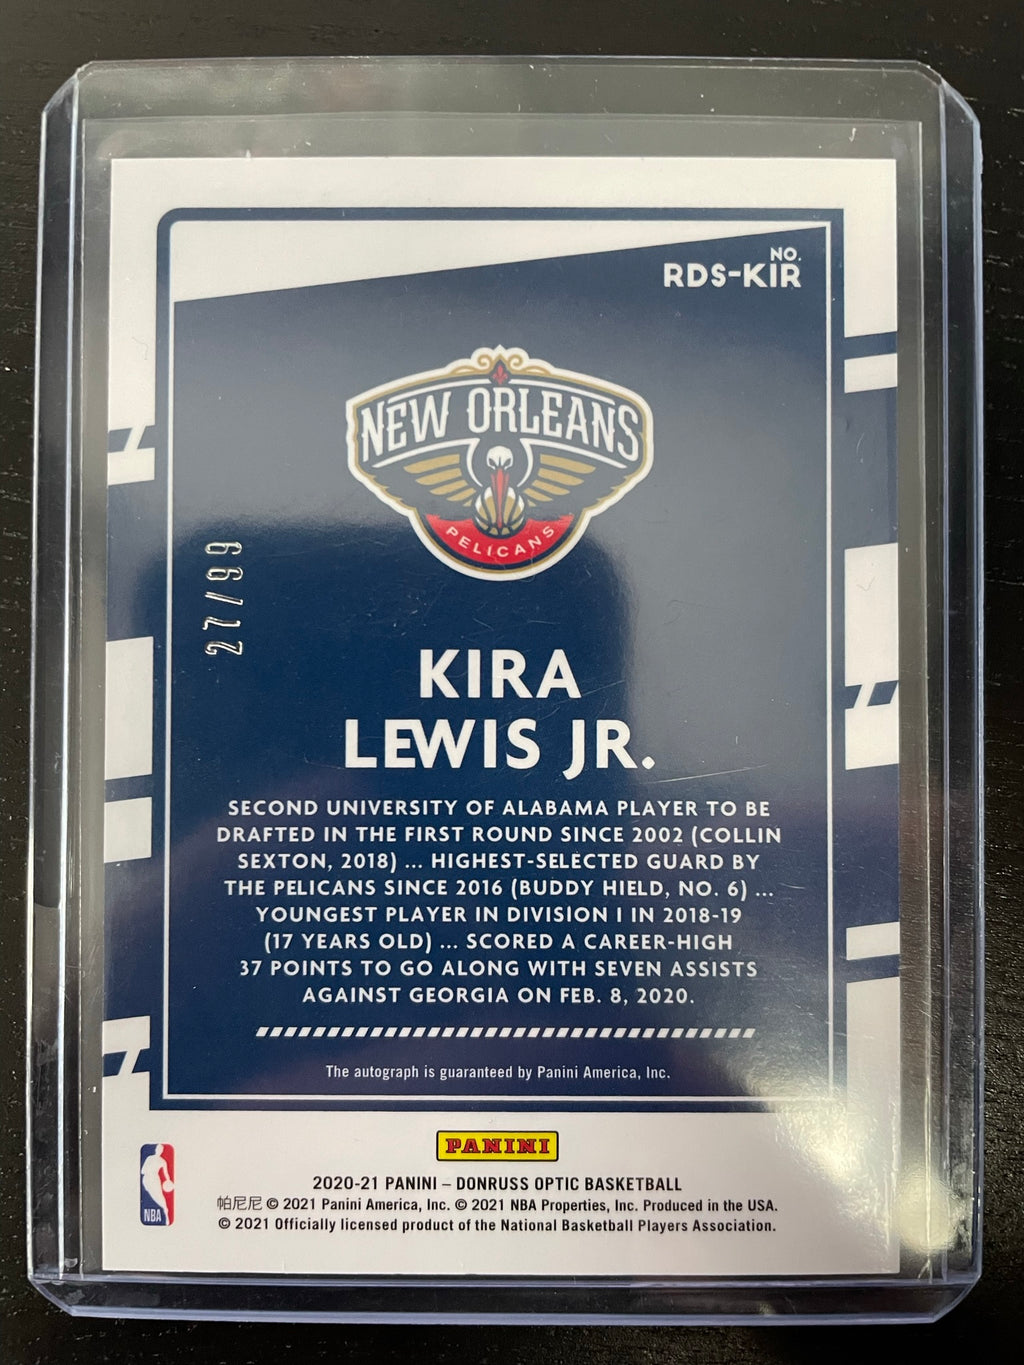 NO.
RDS-KIR
NEW ORLEANS
PELICANS
27/99
KIRA
LEWIS JR.
SECOND UNIVERSITY OF ALABAMA PLAYER TO BE
DRAFTED IN THE FIRST ROUND SINCE 2002 (COLLIN
SEXTON, 2018) ... HIGHEST-SELECTED GUARD BY
THE PELICANS SINCE 2016 (BUDDY HIELD, NO. 6) ...
YOUNGEST PLAYER IN DIVISION I IN 2018-19
(17 YEARS OLD) ... SCORED A CAREER-HIGH
37 POINTS TO GO ALONG WITH SEVEN ASSISTS
AGAINST GEORGIA ON FEB. 8, 2020.
The autograph is guaranteed by Panini America, Inc.
PANINI
NBA
2020-21 PANINI – DONRUSS OPTIC BASKETBALL
帕尼尼 © 2021 Panini America, Inc. © 2021 NBA Properties, Inc. Produced in the USA.
© 2021 Officially licensed product of the National Basketball Players Association.